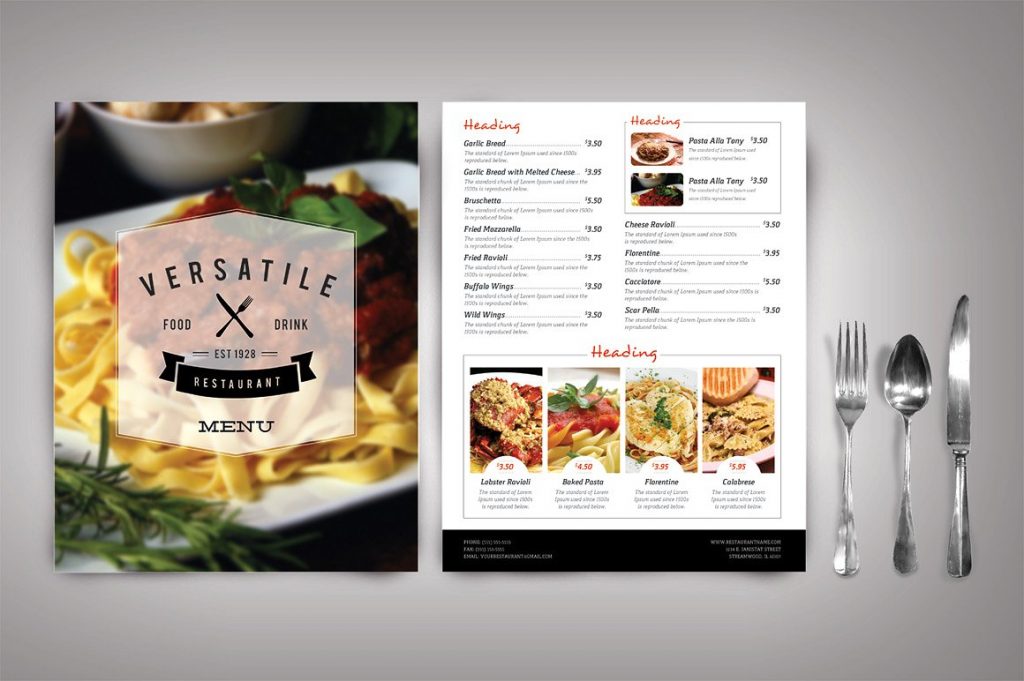 VERSATILE
FOOD DRINK
EST 1928
RESTAURANT
MENU
Heading
Garlic Bread $3.50
The standard of Lorem Ipsum used since 1500s
is reproduced below.
Garlic Bread with Melted Cheese... $3.95
The standard chunk of Lorem Ipsum used since the
1500s is reproduced below.
Bruschetta $5.50
The standard chunk of Lorem Ipsum used since 1500s
is reproduced below.
Fried Mazzarella $3.50
The standard chunk of Lorem Ipsum used since the 1500s
is reproduced below.
Fried Ravioli $3.75
The standard chunk of Lorem Ipsum used since the
1500s is reproduced below.
Buffalo Wings $3.50
The standard chunk of Lorem Ipsum used since 1500s
is reproduced below.
Wild Wings $3.50
The standard chunk of Lorem Ipsum used since the
1500s is reproduced below.
Heading
Pasta Alla Tony $3.50
The standard of Lorem Ipsum used
since 1500s is reproduced below.
Pasta Alla Tony $3.50
The standard of Lorem Ipsum used
since 1500s is reproduced below.
Cheese Ravioli $3.50
The standard of Lorem Ipsum used since 1500s
is reproduced below.
Florentine $3.95
The standard chunk of Lorem Ipsum used since the
1500s is reproduced below.
Cacciatore $5.50
The standard chunk of Lorem Ipsum used since 1500s is
reproduced below.
Scar Pella $3.50
The standard chunk of Lorem Ipsum used since the 1500s
is reproduced below.
Heading
$3.50 $4.50 $3.95 $5.95
Lobster Ravioli Baked Pasta Florentine Calabrese
The standard of Lorem The standard of Lorem The standard of Lorem The standard of Lorem
Ipsum used since 1500s Ipsum used since 1500s Ipsum used since 1500s Ipsum used since 1500s
is reproduced below. is reproduced below. is reproduced below. is reproduced below.
PHONE: (555) 555-5555
FAX: (555) 555-5555
EMAIL: YOURRESTAURANT@GMAIL.COM
WWW.RESTAURANTNAME.COM
1234 E. JANISTAT STREET
STREAMWOOD, IL 60107